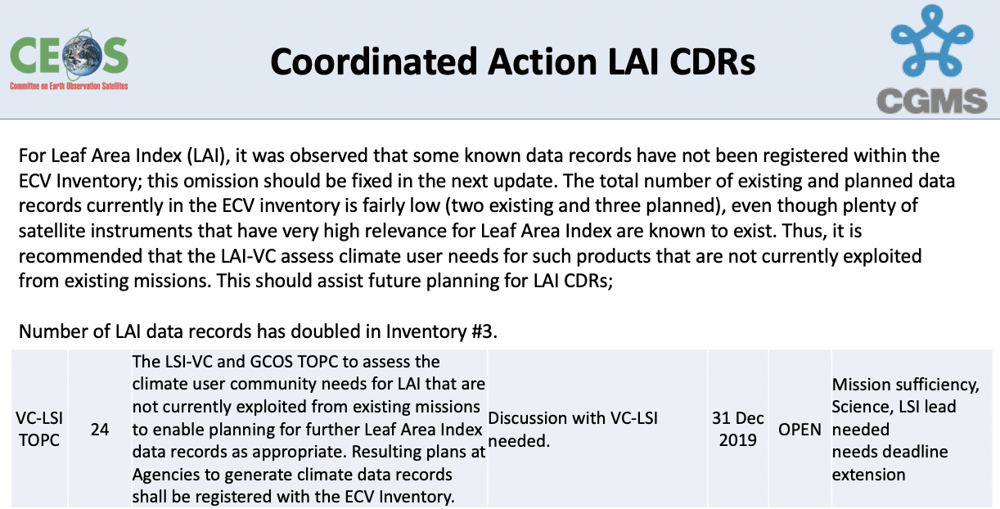 CEOS
Committee on Earth Observation Satellites
Coordinated Action LAI CDRs
CGMS
For Leaf Area Index (LAI), it was observed that some known data records have not been registered within the
ECV Inventory; this omission should be fixed in the next update. The total number of existing and planned data
records currently in the ECV inventory is fairly low (two existing and three planned), even though plenty of
satellite instruments that have very high relevance for Leaf Area Index are known to exist. Thus, it is
recommended that the LAI-VC assess climate user needs for such products that are not currently exploited
from existing missions. This should assist future planning for LAI CDRs;
Number of LAI data records has doubled in Inventory #3.
VC-LSI
TOPC
24
The LSI-VC and GCOS TOPC to assess the
climate user community needs for LAI that are
not currently exploited from existing missions
to enable planning for further Leaf Area Index
data records as appropriate. Resulting plans at
Agencies to generate climate data records
shall be registered with the ECV Inventory.
Discussion with VC-LSI
needed.
31 Dec
2019
OPEN
Mission sufficiency,
Science, LSI lead
needed
needs deadline
extension